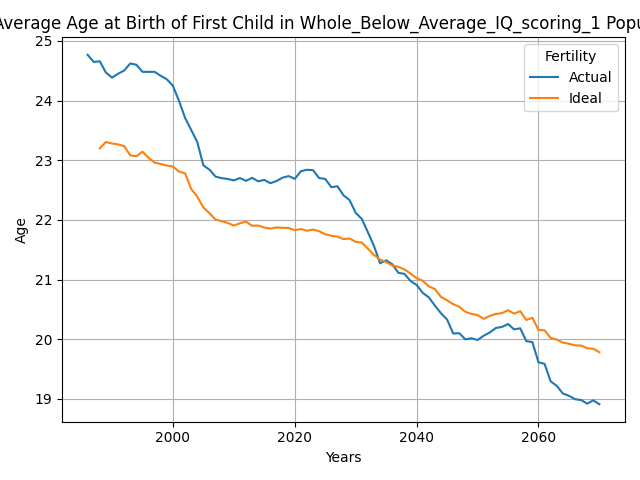 Average Age at Birth of First Child in Whole_Below_Average_IQ_scoring_1 Popu
25
24
23
22
21
20
19
Age
Fertility
Actual
Ideal
2000 2020 2040 2060
Years